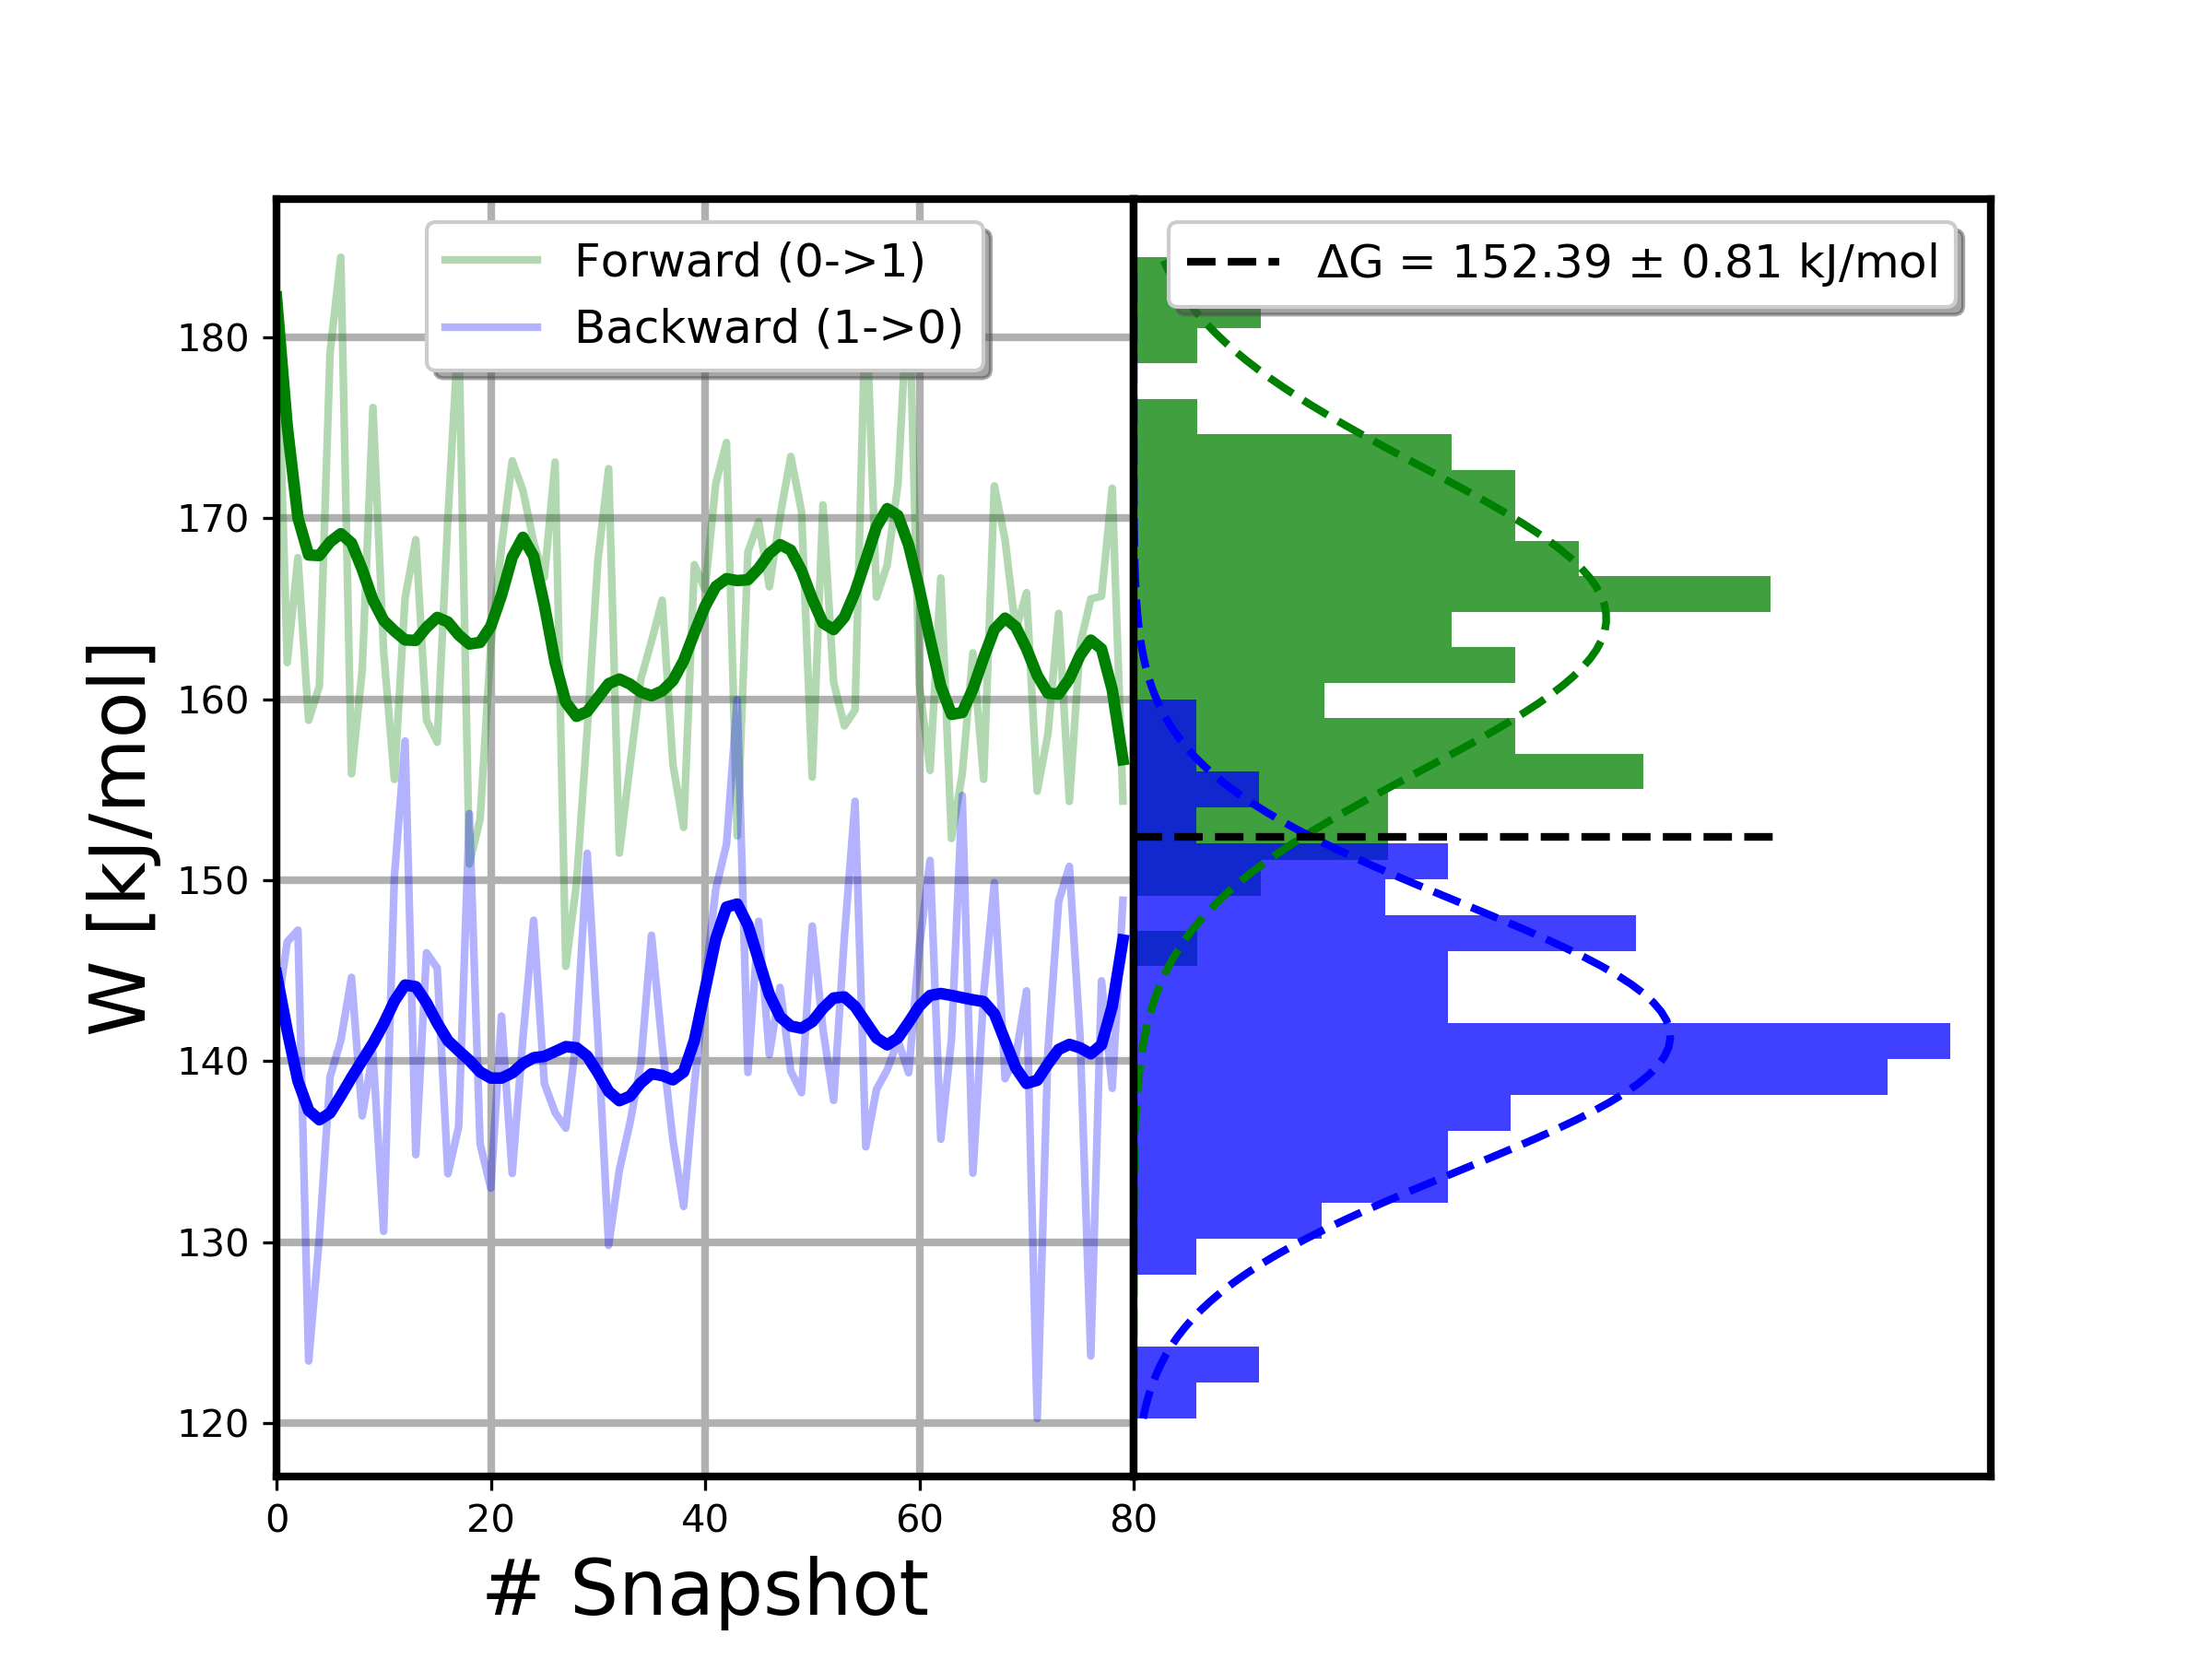 Forward (0->1)
Backward (1->0)
ΔG = 152.39 ± 0.81 kJ/mol
W [kJ/mol]
180
170
160
150
140
130
120
0 20 40 60 80
# Snapshot